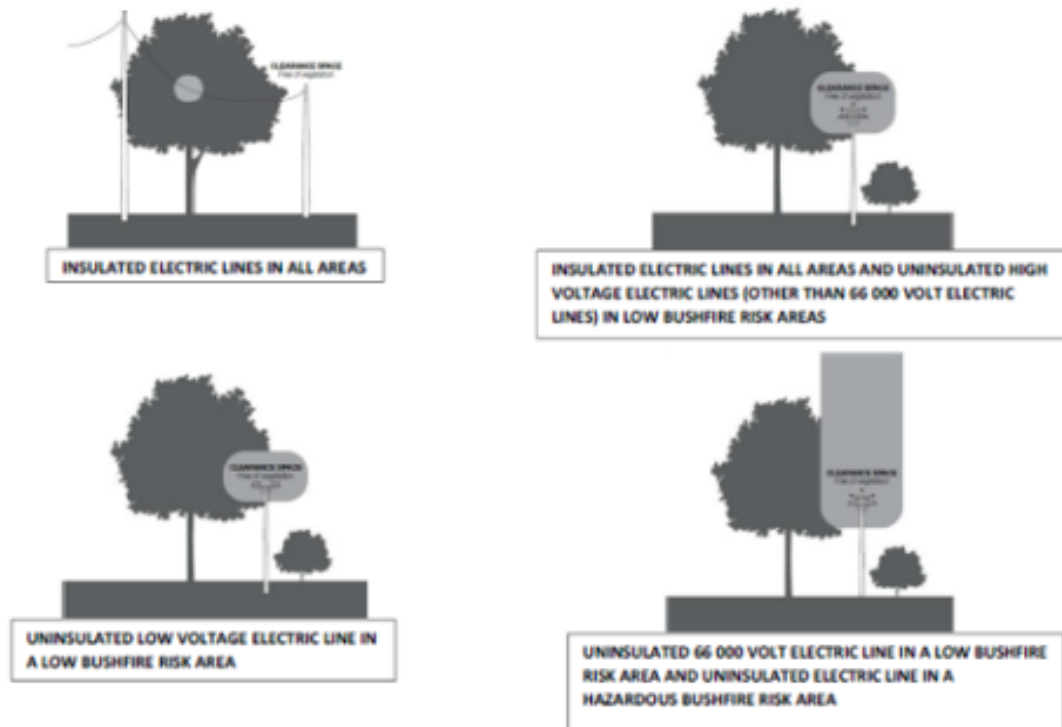 CLEARANCE SPACE
Free of vegetation
INSULATED ELECTRIC LINES IN ALL AREAS
CLEARANCE SPACE
Free of vegetation
INSULATED ELECTRIC LINES IN ALL AREAS AND UNINSULATED HIGH
VOLTAGE ELECTRIC LINES (OTHER THAN 66 000 VOLT ELECTRIC
LINES) IN LOW BUSHFIRE RISK AREAS
CLEARANCE SPACE
Free of vegetation
UNINSULATED LOW VOLTAGE ELECTRIC LINE IN
A LOW BUSHFIRE RISK AREA
CLEARANCE SPACE
Free of vegetation
UNINSULATED 66 000 VOLT ELECTRIC LINE IN A LOW BUSHFIRE
RISK AREA AND UNINSULATED ELECTRIC LINE IN A
HAZARDOUS BUSHFIRE RISK AREA